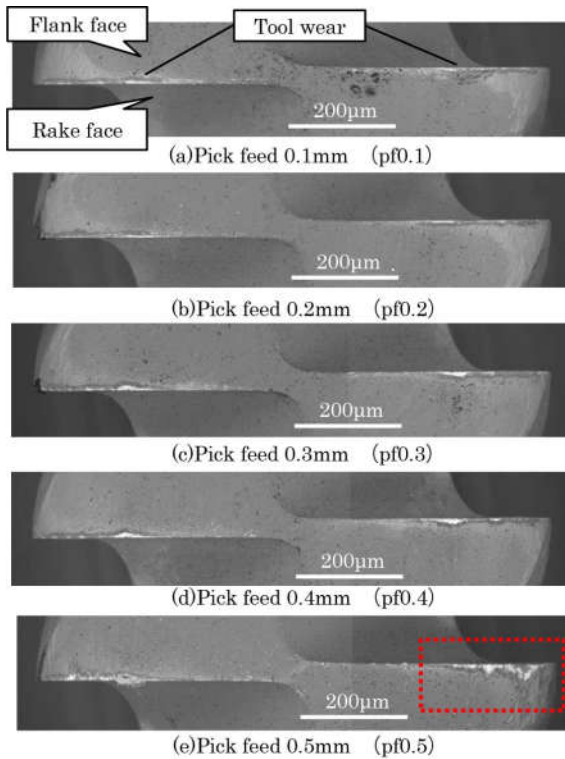 Flank face
Tool wear
Rake face
200μm
(a)Pick feed 0.1mm (pf0.1)
200μm
(b)Pick feed 0.2mm (pf0.2)
200μm
(c)Pick feed 0.3mm (pf0.3)
200μm
(d)Pick feed 0.4mm (pf0.4)
200μm
(e)Pick feed 0.5mm (pf0.5)